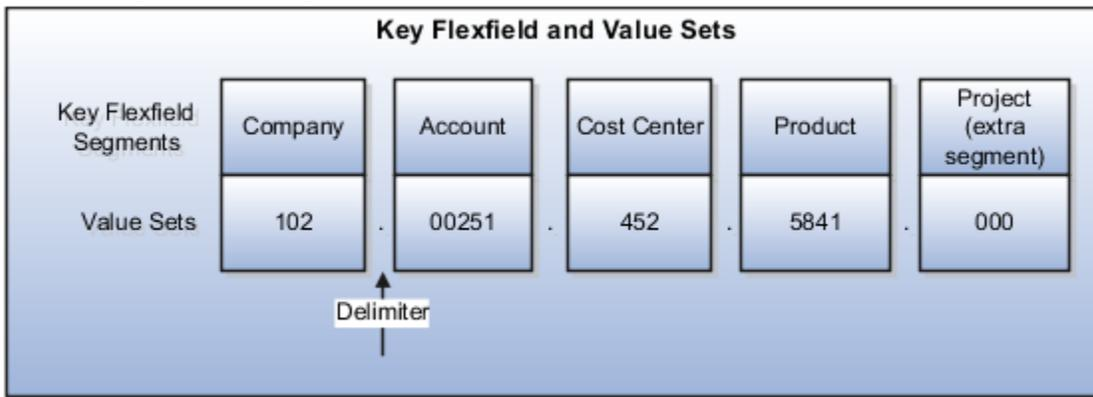 Key Flexfield and Value Sets
Key Flexfield
Segments
Company
Account
Cost Center
Product
Project
(extra
segment)
Value Sets
102 . 00251 . 452 . 5841 . 000
Delimiter